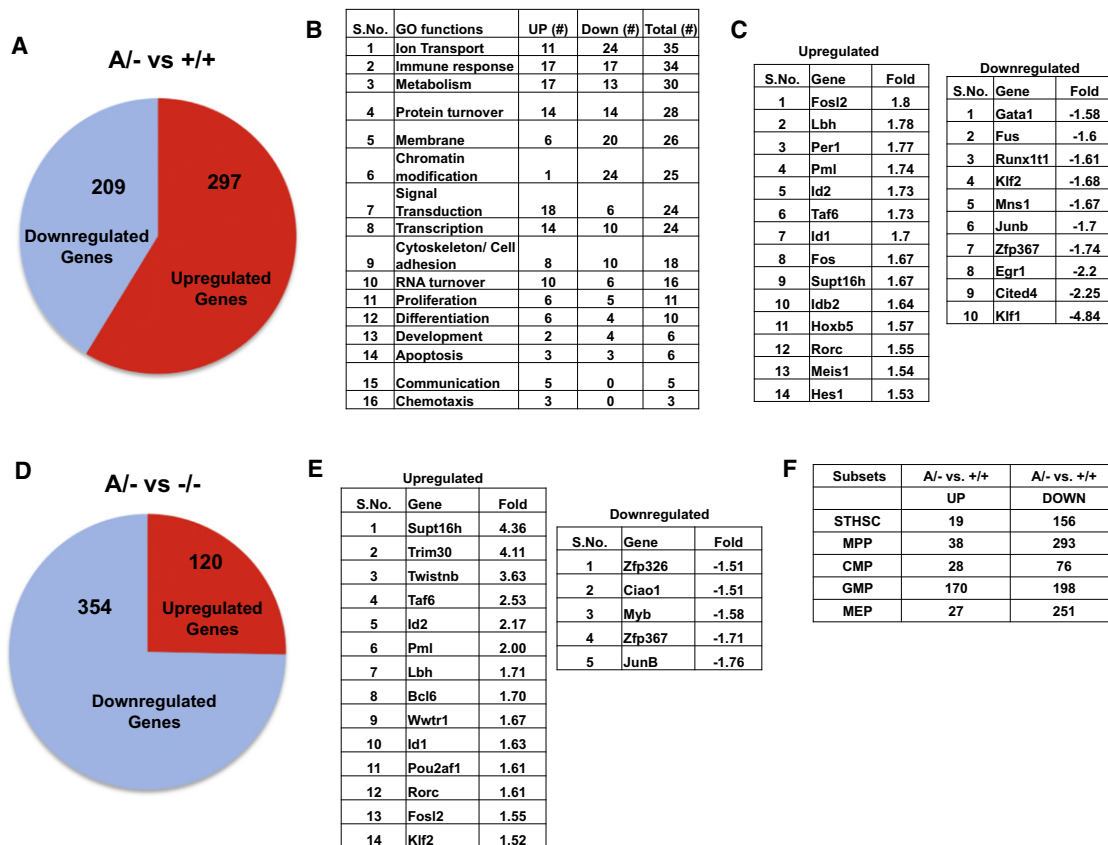 A
A/- vs +/+
209
Downregulated
Genes
297
Upregulated
Genes
B
S.No. GO functions UP (#) Down (#) Total (#)
1 Ion Transport 11 24 35
2 Immune response 17 17 34
3 Metabolism 17 13 30
4 Protein turnover 14 14 28
5 Membrane 6 20 26
6 Chromatin modification 1 24 25
7 Signal Transduction 18 6 24
8 Transcription 14 10 24
9 Cytoskeleton/ Cell adhesion 8 10 18
10 RNA turnover 10 6 16
11 Proliferation 6 5 11
12 Differentiation 6 4 10
13 Development 2 4 6
14 Apoptosis 3 3 6
15 Communication 5 0 5
16 Chemotaxis 3 0 3
C
Upregulated
S.No. Gene Fold
1 Fosl2 1.8
2 Lbh 1.78
3 Per1 1.77
4 Pml 1.74
5 Id2 1.73
6 Taf6 1.73
7 Id1 1.7
8 Fos 1.67
9 Supt16h 1.67
10 Idb2 1.64
11 Hoxb5 1.57
12 Rorc 1.55
13 Meis1 1.54
14 Hes1 1.53
Downregulated
S.No. Gene Fold
1 Gata1 -1.58
2 Fus -1.6
3 Runx1t1 -1.61
4 Klf2 -1.68
5 Mns1 -1.67
6 Junb -1.7
7 Zfp367 -1.74
8 Egr1 -2.2
9 Cited4 -2.25
10 Klf1 -4.84
D
A/- vs -/-
354
Downregulated
Genes
120
Upregulated
Genes
E
Upregulated
S.No. Gene Fold
1 Supt16h 4.36
2 Trim30 4.11
3 Twistnb 3.63
4 Taf6 2.53
5 Id2 2.17
6 Pml 2.00
7 Lbh 1.71
8 Bcl6 1.70
9 Wwtr1 1.67
10 Id1 1.63
11 Pou2af1 1.61
12 Rorc 1.61
13 Fosl2 1.55
14 Klf2 1.52
Downregulated
S.No. Gene Fold
1 Zfp326 -1.51
2 Ciao1 -1.51
3 Myb -1.58
4 Zfp367 -1.71
5 JunB -1.76
F
Subsets A/- vs. +/+ A/- vs. +/+
UP DOWN
STHSC 19 156
MPP 38 293
CMP 28 76
GMP 170 198
MEP 27 251